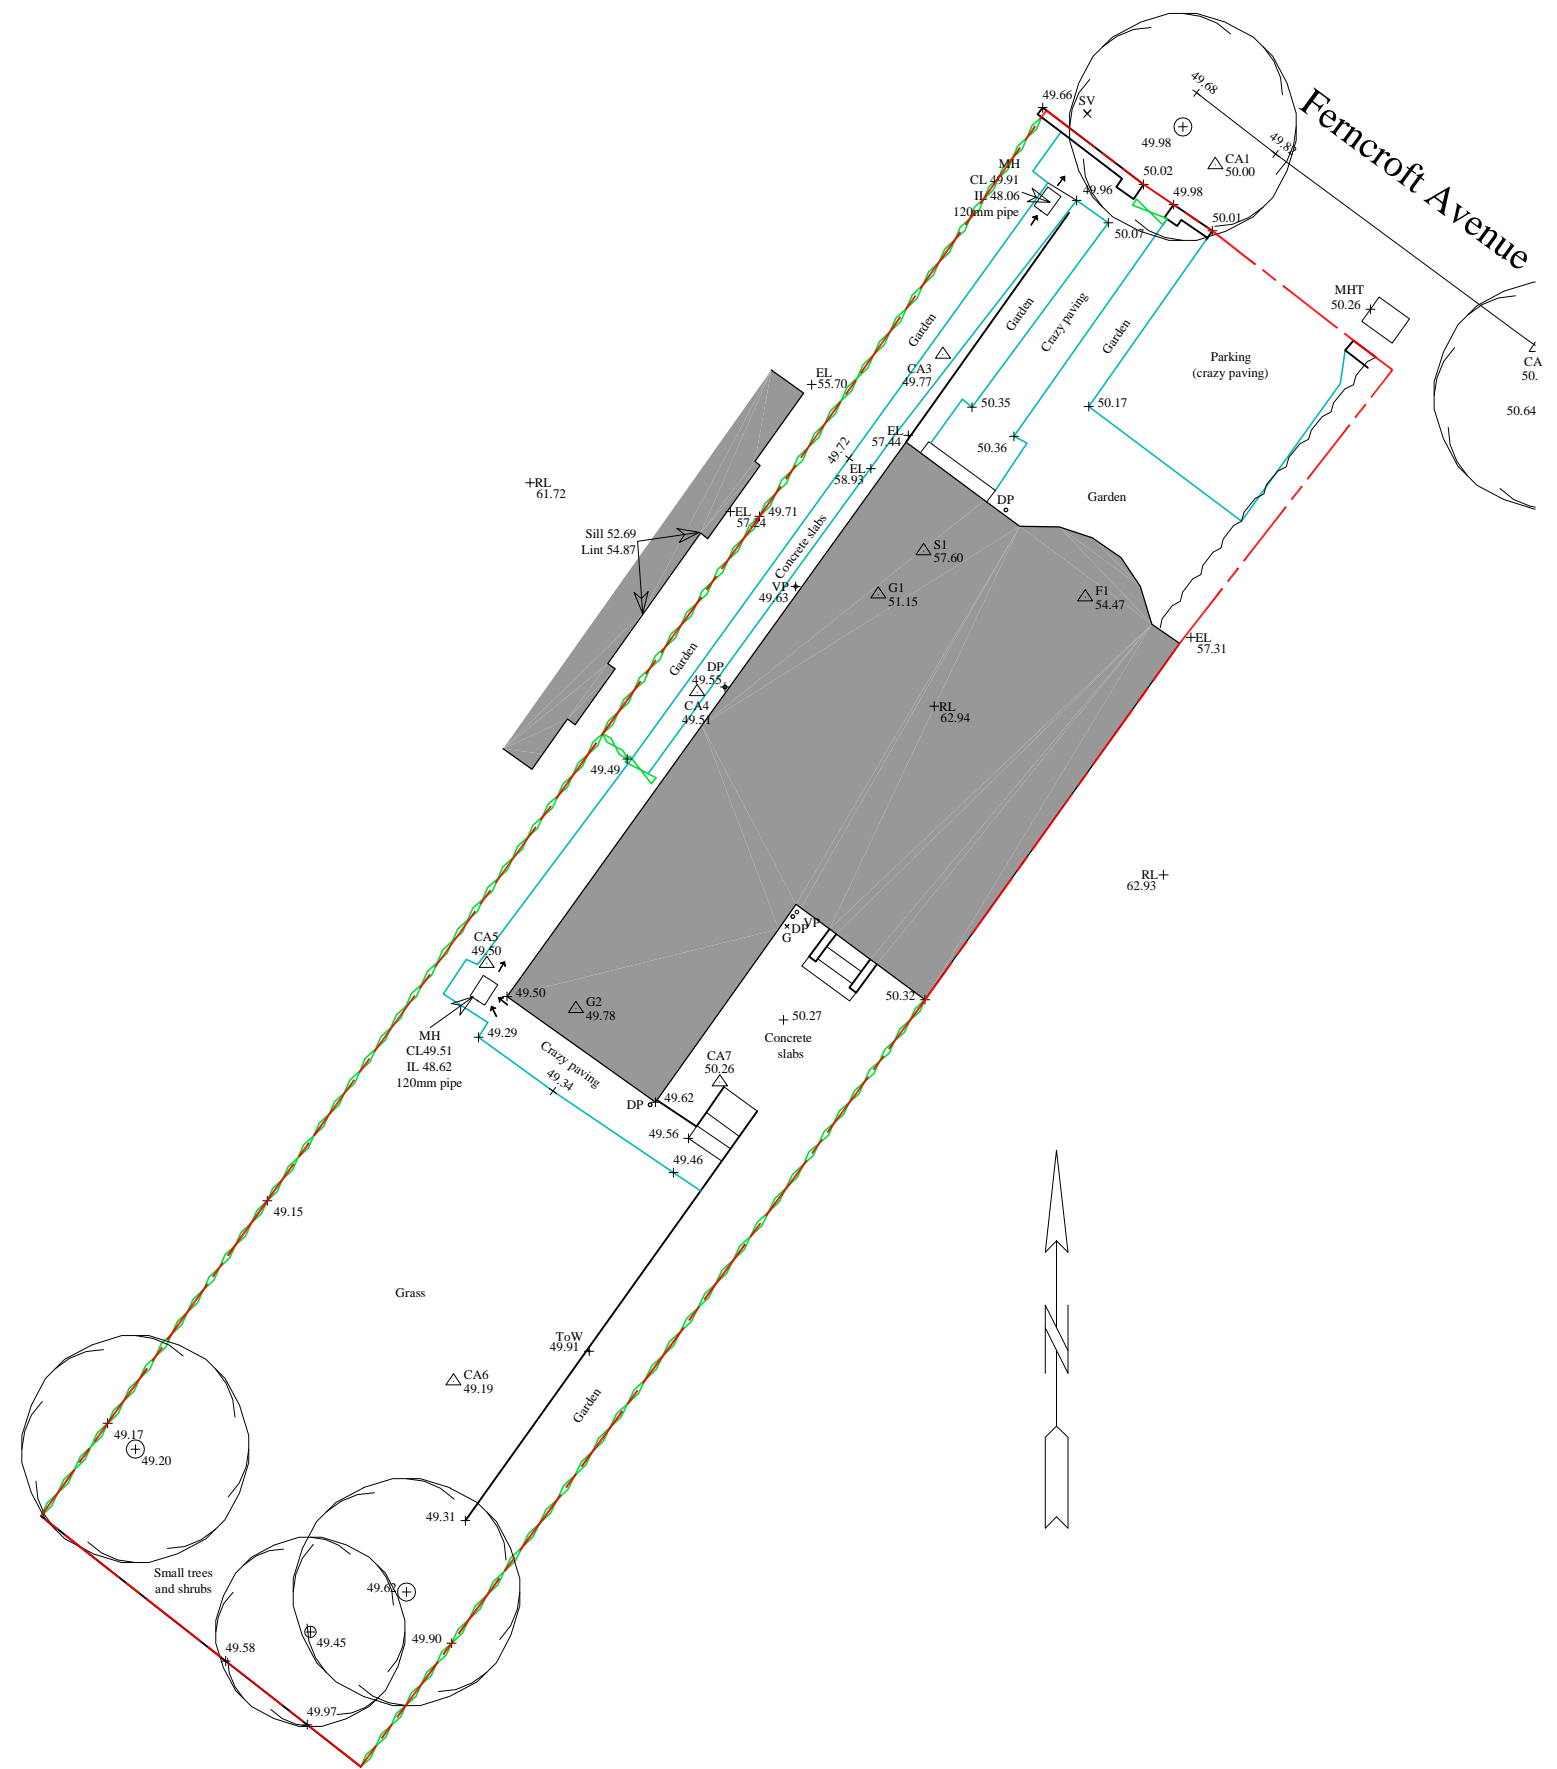 49.68
Ferncroft Avenue
49.66
SV
49.98
49.82
CA1
50.00
50.02
MH
CL 49.91
IL 48.06
120mm pipe
49.96
49.98
50.01
50.07
MHT
50.26
Garden
Garden
Crazy paving
Garden
Parking
(crazy paving)
CA
50.
50.64
CA3
49.77
EL
55.70
50.35
50.17
EL
57.44
50.36
49.72
EL
58.93
RL
61.72
DP
Garden
EL
57.24
49.71
Sill 52.69
Lint 54.87
Concrete slabs
S1
57.60
VP
49.63
G1
51.15
F1
54.47
EL
57.31
Garden
DP
49.55
CA4
49.51
RL
62.94
49.49
RL
62.93
VP
DP
G
CA5
49.50
49.50
50.32
G2
49.78
50.27
Concrete
slabs
49.29
MH
CL49.51
IL 48.62
120mm pipe
Crazy paving
49.34
CA7
50.26
49.62
DP
49.56
49.46
49.15
Grass
ToW
49.91
CA6
49.19
Garden
49.17
49.20
49.31
Small trees
and shrubs
49.62
49.45
49.90
49.58
49.97
N